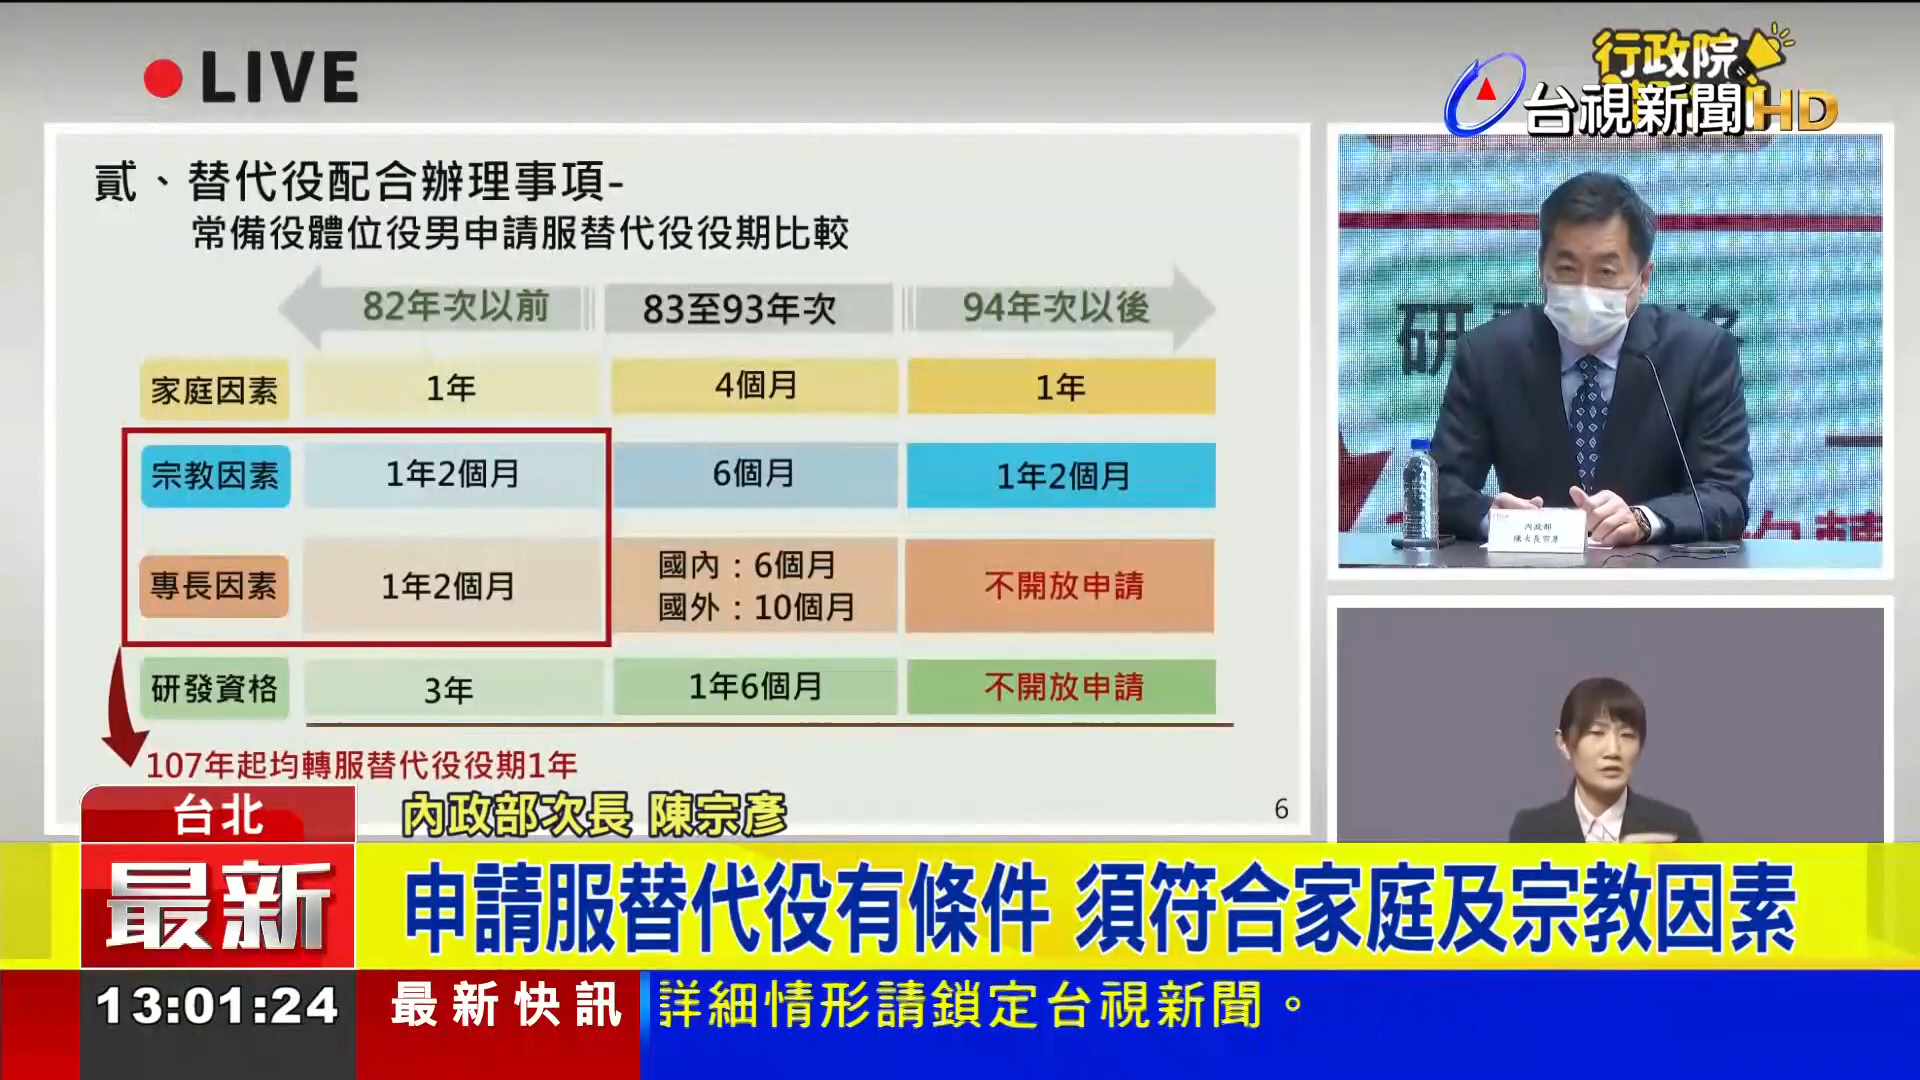 LIVE
行政院
台視新聞HD
貳、替代役配合辦理事項-
常備役體位役男申請服替代役役期比較
82年次以前
83至93年次
94年次以後
家庭因素
1年
4個月
1年
宗教因素
1年2個月
6個月
1年2個月
專長因素
1年2個月
國內：6個月
國外：10個月
不開放申請
研發資格
3年
1年6個月
不開放申請
107年起均轉服替代役役期1年
6
內政部
陳次長宗彥
台北
內政部次長 陳宗彥
最新
申請服替代役有條件 須符合家庭及宗教因素
13:01:24
最新快訊
詳細情形請鎖定台視新聞。